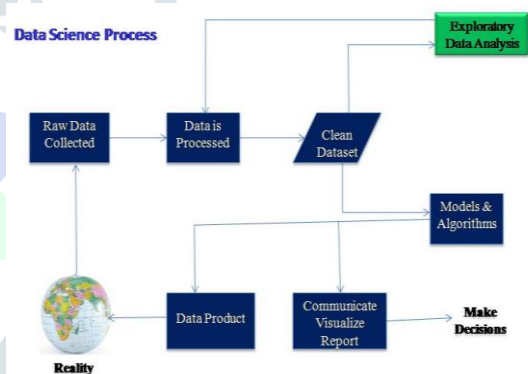 Data Science Process
Exploratory
Data Analysis
Raw Data
Collected
Data is
Processed
Clean
Dataset
Models &
Algorithms
Data Product
Communicate
Visualize
Report
Make
Decisions
Reality